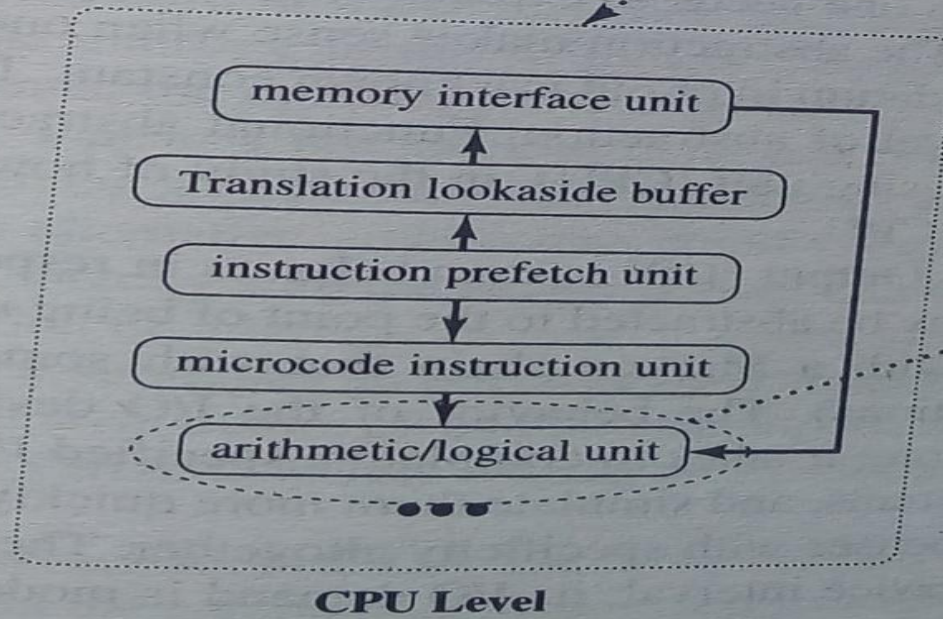 memory interface unit
Translation lookaside buffer
instruction prefetch unit
microcode instruction unit
arithmetic/logical unit
CPU Level